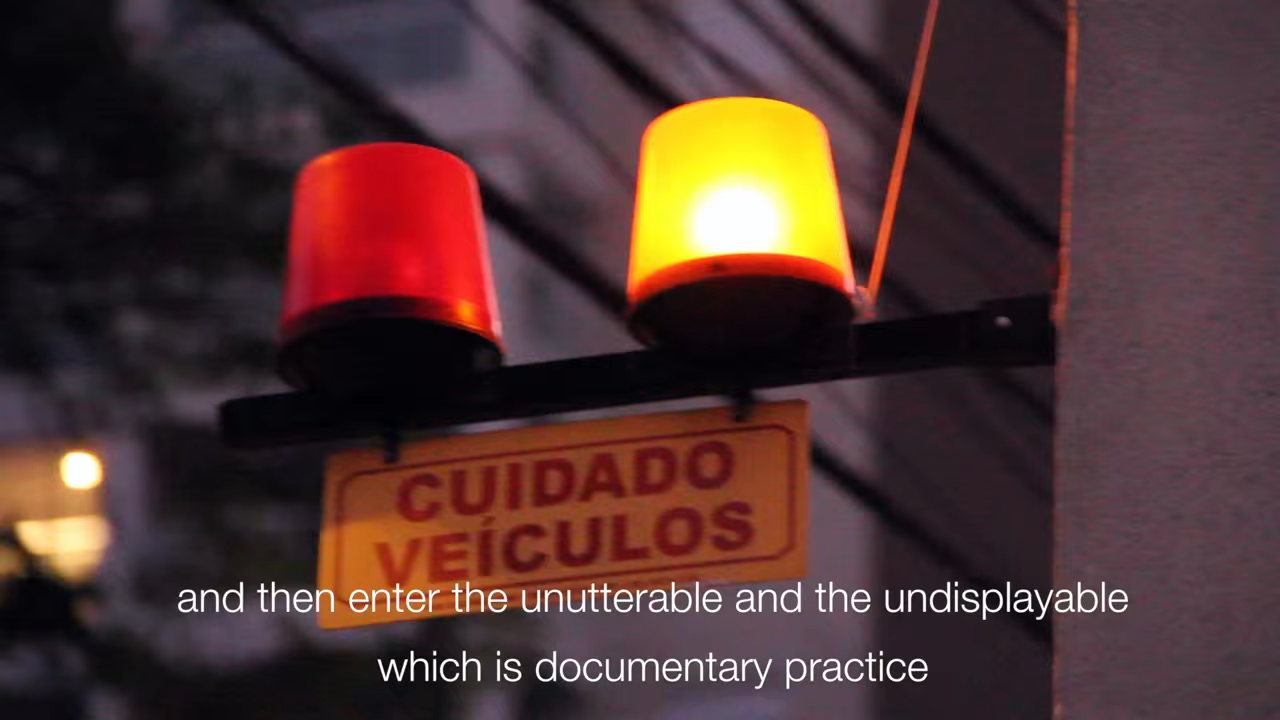 CUIDADO
VEÍCULOS
and then enter the unutterable and the undisplayable
which is documentary practice